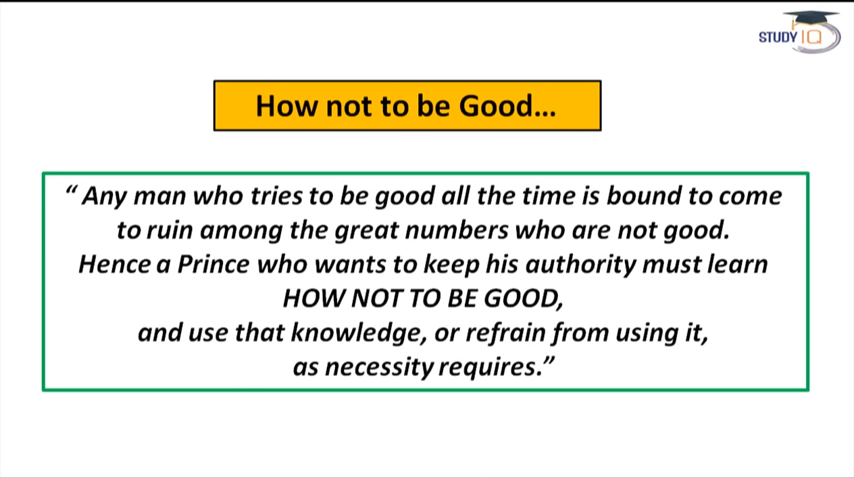 STUDY IQ
How not to be Good...
“ Any man who tries to be good all the time is bound to come
to ruin among the great numbers who are not good.
Hence a Prince who wants to keep his authority must learn
HOW NOT TO BE GOOD,
and use that knowledge, or refrain from using it,
as necessity requires.”